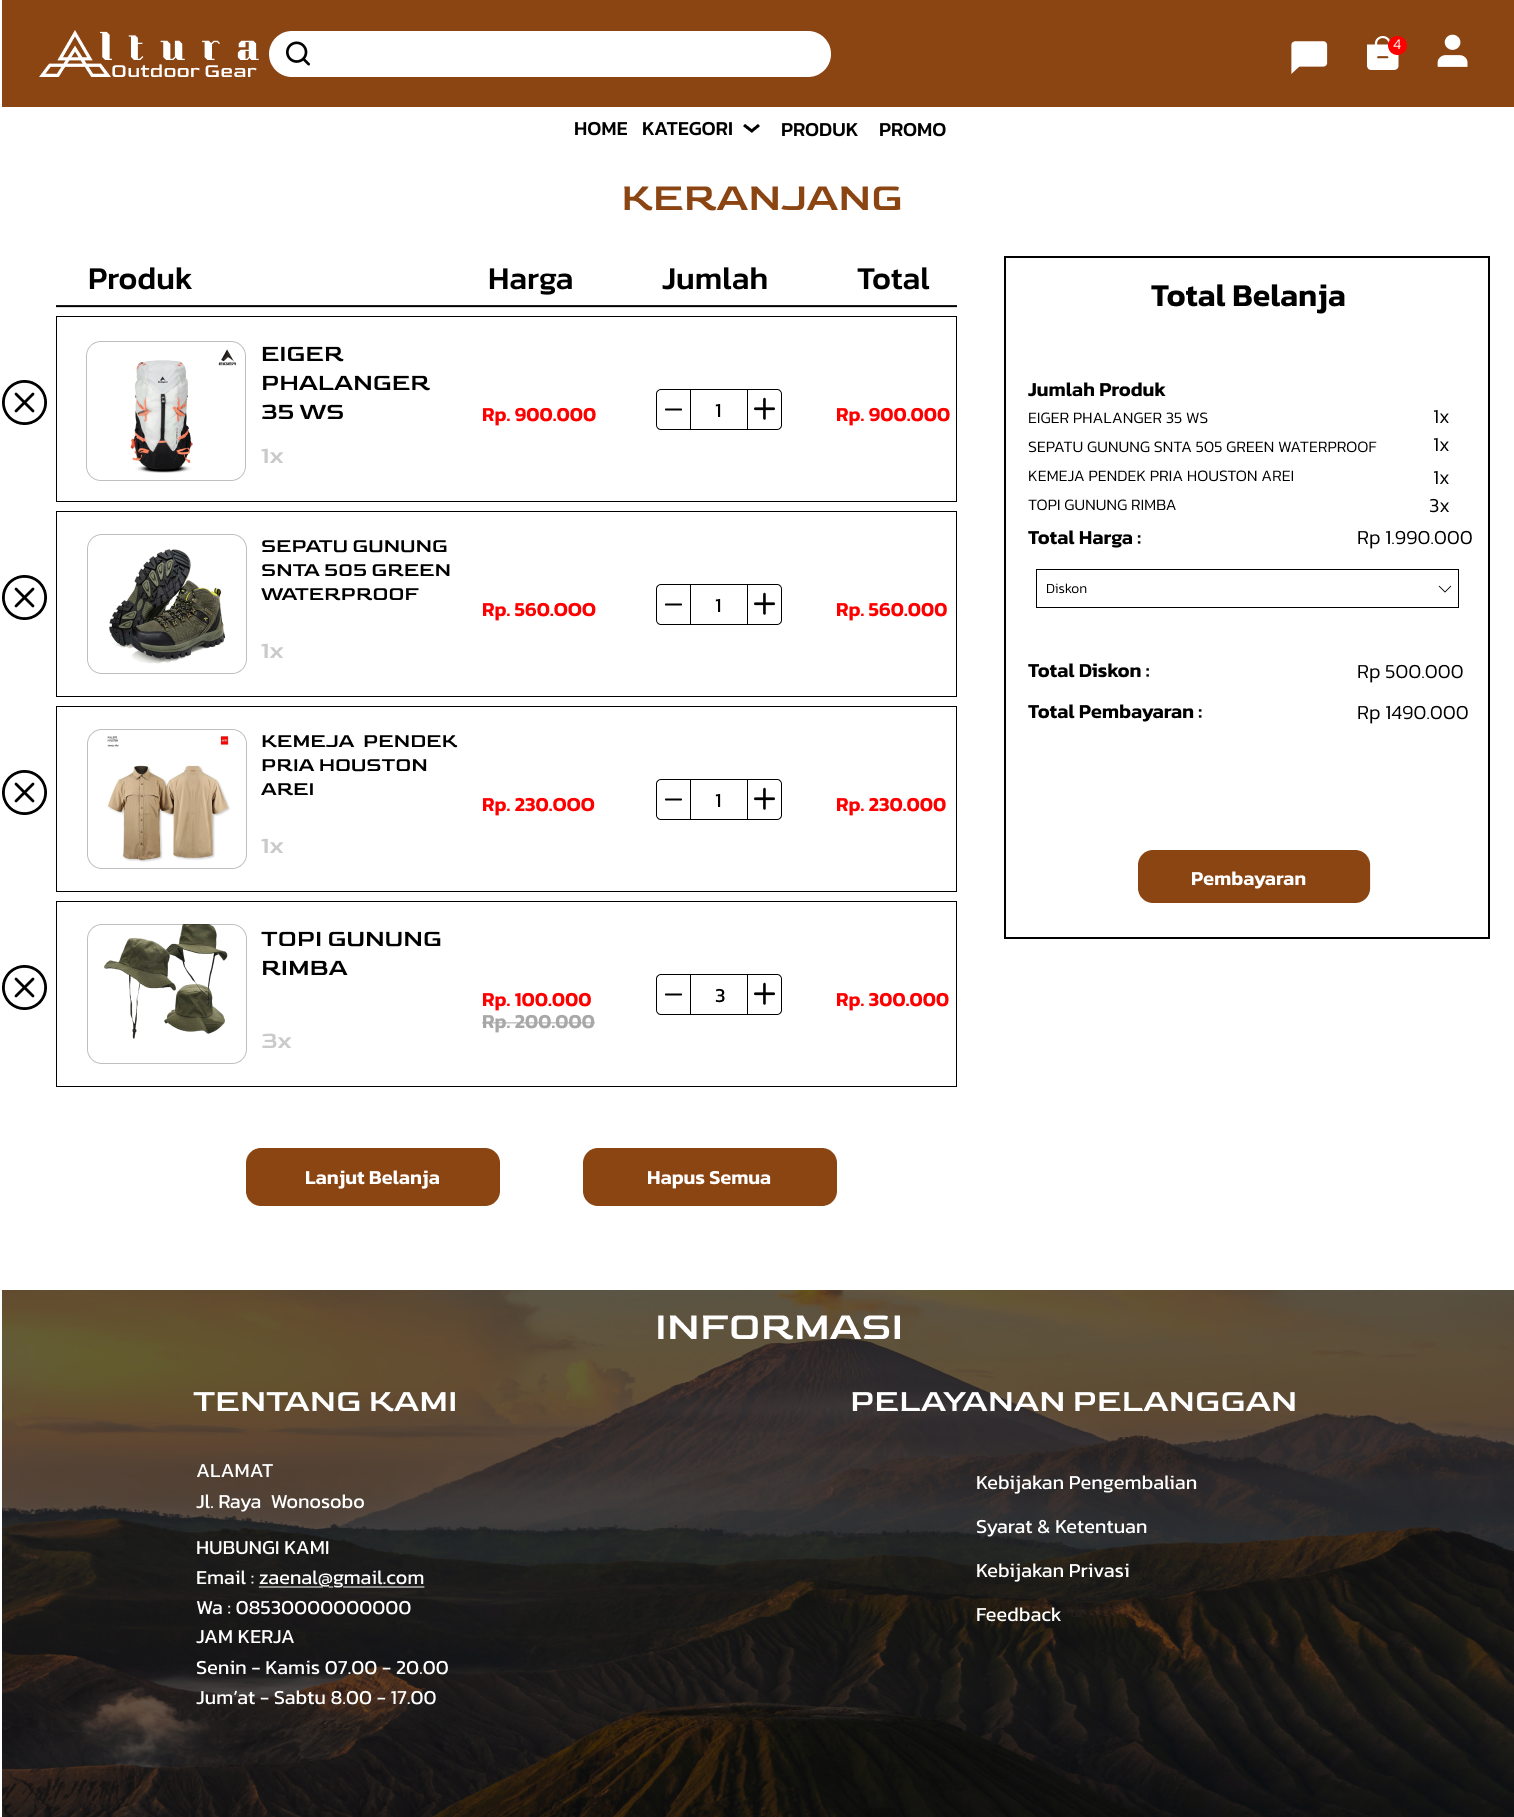 Altura
Outdoor Gear
4
HOME KATEGORI PRODUK PROMO
KERANJANG
Produk Harga Jumlah Total
EIGER
PHALANGER
35 WS
1x
Rp. 900.000
1
Rp. 900.000
SEPATU GUNUNG
SNTA 505 GREEN
WATERPROOF
1x
Rp. 560.000
1
Rp. 560.000
KEMEJA PENDEK
PRIA HOUSTON
AREI
1x
Rp. 230.000
1
Rp. 230.000
TOPI GUNUNG
RIMBA
3x
Rp. 100.000
Rp. 200.000
3
Rp. 300.000
Lanjut Belanja
Hapus Semua
Total Belanja
Jumlah Produk
EIGER PHALANGER 35 WS 1x
SEPATU GUNUNG SNTA 505 GREEN WATERPROOF 1x
KEMEJA PENDEK PRIA HOUSTON AREI 1x
TOPI GUNUNG RIMBA 3x
Total Harga : Rp 1.990.000
Diskon
Total Diskon : Rp 500.000
Total Pembayaran : Rp 1490.000
Pembayaran
INFORMASI
TENTANG KAMI
ALAMAT
Jl. Raya Wonosobo
HUBUNGI KAMI
Email : zaenal@gmail.com
Wa : 08530000000000
JAM KERJA
Senin - Kamis 07.00 - 20.00
Jum’at - Sabtu 8.00 - 17.00
PELAYANAN PELANGGAN
Kebijakan Pengembalian
Syarat & Ketentuan
Kebijakan Privasi
Feedback